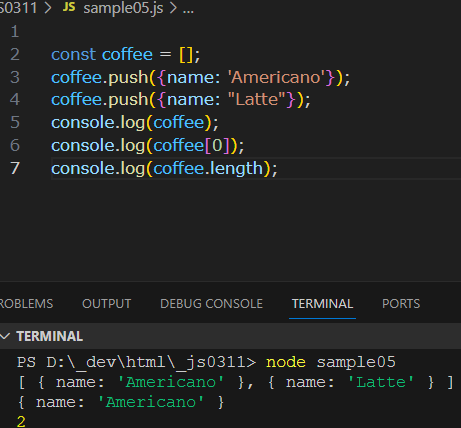 S0311 > JS sample05.js > ...
1
2 const coffee = [];
3 coffee.push({name: 'Americano'});
4 coffee.push({name: "Latte"});
5 console.log(coffee);
6 console.log(coffee[0]);
7 console.log(coffee.length);
ROBLEMS OUTPUT DEBUG CONSOLE TERMINAL PORTS
TERMINAL
PS D:\_dev\html\_js0311> node sample05
[ { name: 'Americano' }, { name: 'Latte' } ]
{ name: 'Americano' }
2